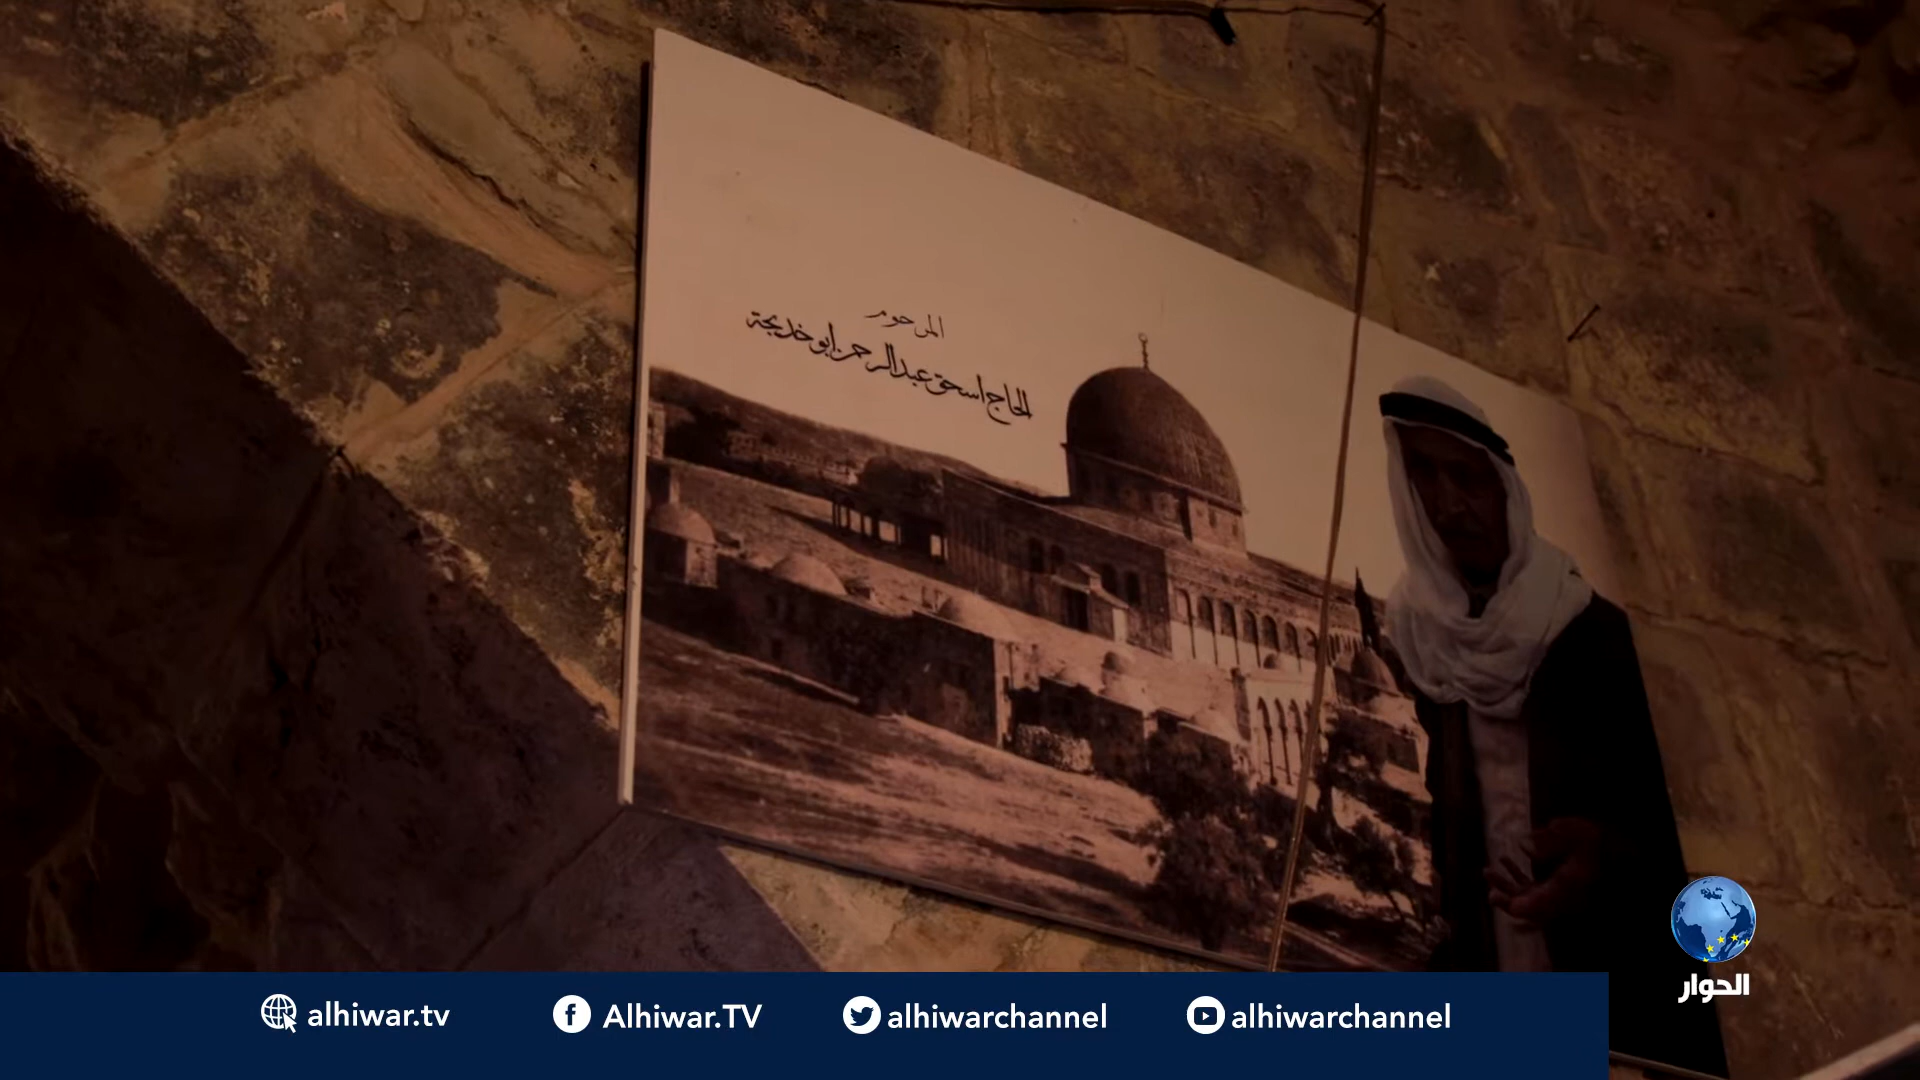 المرحوم
الحاج اسحق عبدالرحمن ابو خديجة
الحوار
alhiwar.tv
Alhiwar.TV
alhiwarchannel
alhiwarchannel